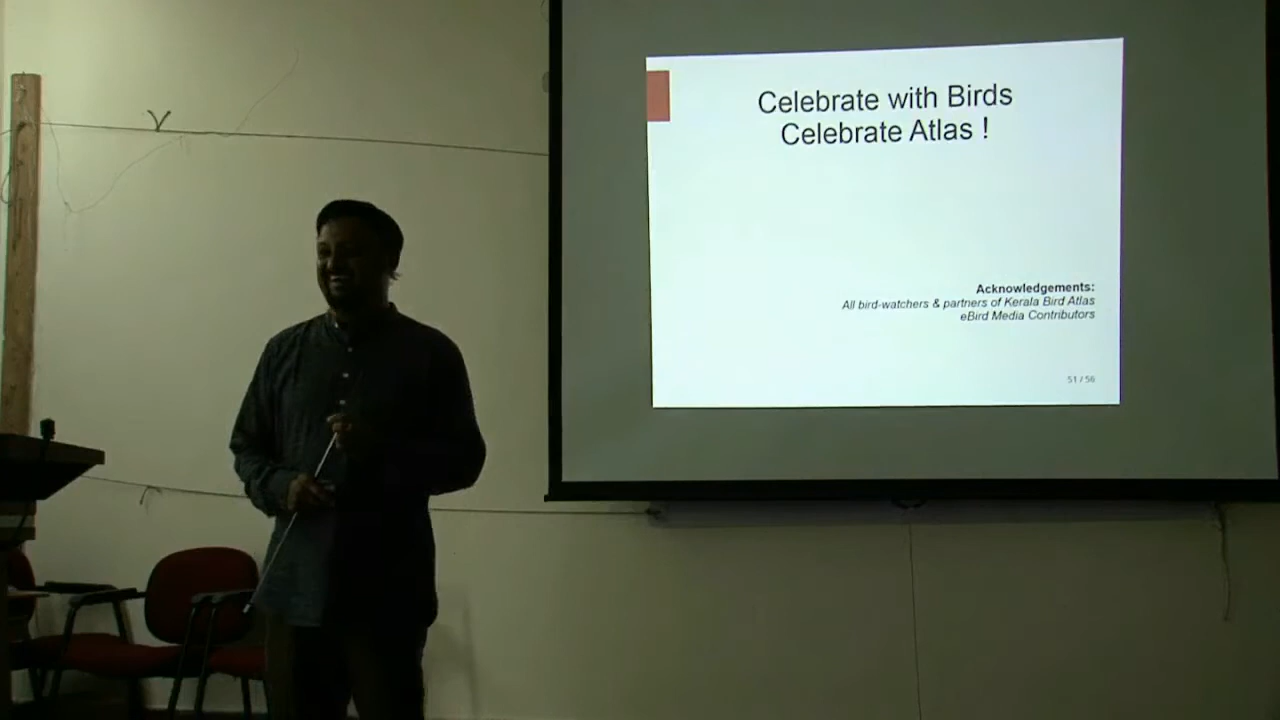 Celebrate with Birds
Celebrate Atlas !
Acknowledgements:
All bird-watchers & partners of Kerala Bird Atlas
eBird Media Contributors
51 / 56